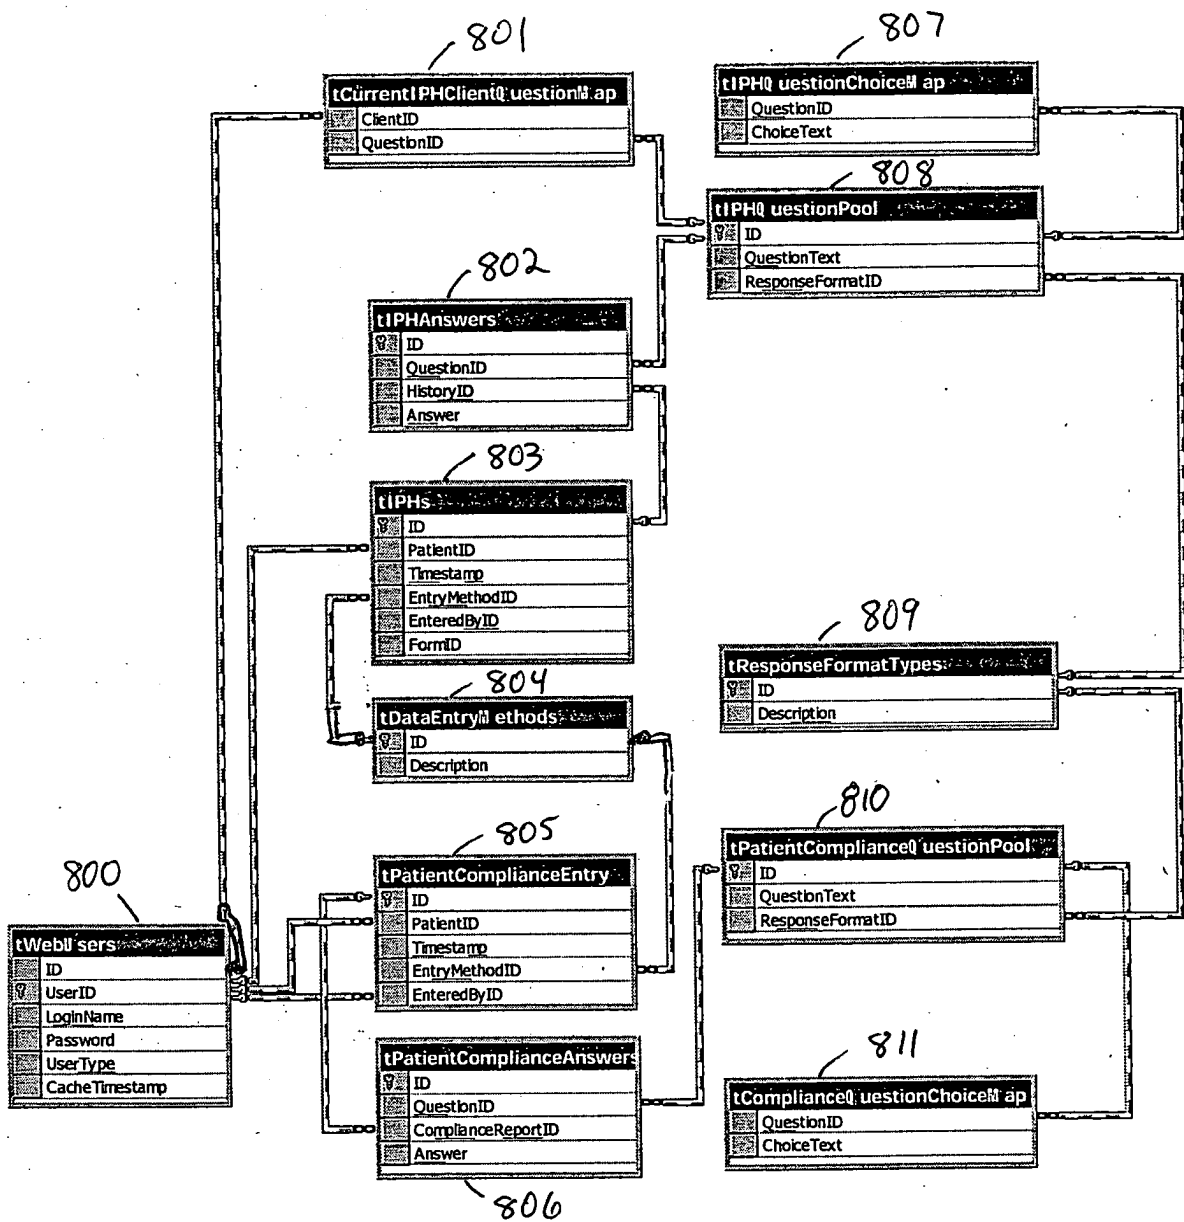 801
tCurrentIPHClientQuestionMap
ClientID
QuestionID
807
tIPHQuestionChoiceMap
QuestionID
ChoiceText
808
tIPHQuestionPool
ID
QuestionText
ResponseFormatID
802
tIPHAnswers
ID
QuestionID
HistoryID
Answer
803
tIPHs
ID
PatientID
Timestamp
EntryMethodID
EnteredByID
FormID
804
tDataEntryMethods
ID
Description
809
tResponseFormatTypes
ID
Description
805
tPatientComplianceEntry
ID
PatientID
Timestamp
EntryMethodID
EnteredByID
810
tPatientComplianceQuestionPool
ID
QuestionText
ResponseFormatID
800
tWebUsers
ID
UserID
LoginName
Password
UserType
CacheTimestamp
tPatientComplianceAnswers
ID
QuestionID
ComplianceReportID
Answer
806
811
tComplianceQuestionChoiceMap
QuestionID
ChoiceText